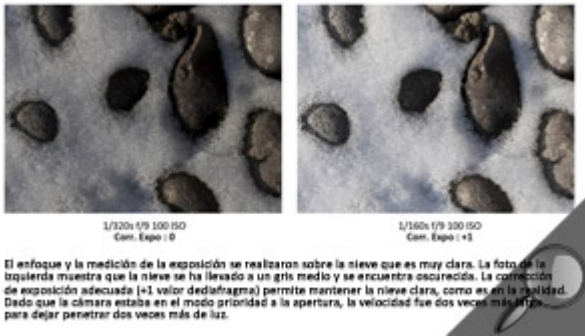 1/320s f/9 100 ISO
Corr. Expo : 0
1/160s f/9 100 ISO
Corr. Expo : +1
El enfoque y la medición de la exposición se realizaron sobre la nieve que es muy clara. La foto de la
izquierda muestra que la nieve se ha llevado a un gris medio y se encuentra oscurecida. La corrección
de exposición adecuada (+1 valor dediafragma) permite mantener la nieve clara, como es en la realidad.
Dado que la cámara estaba en el modo prioridad a la apertura, la velocidad fue dos veces más larga
para dejar penetrar dos veces más de luz.